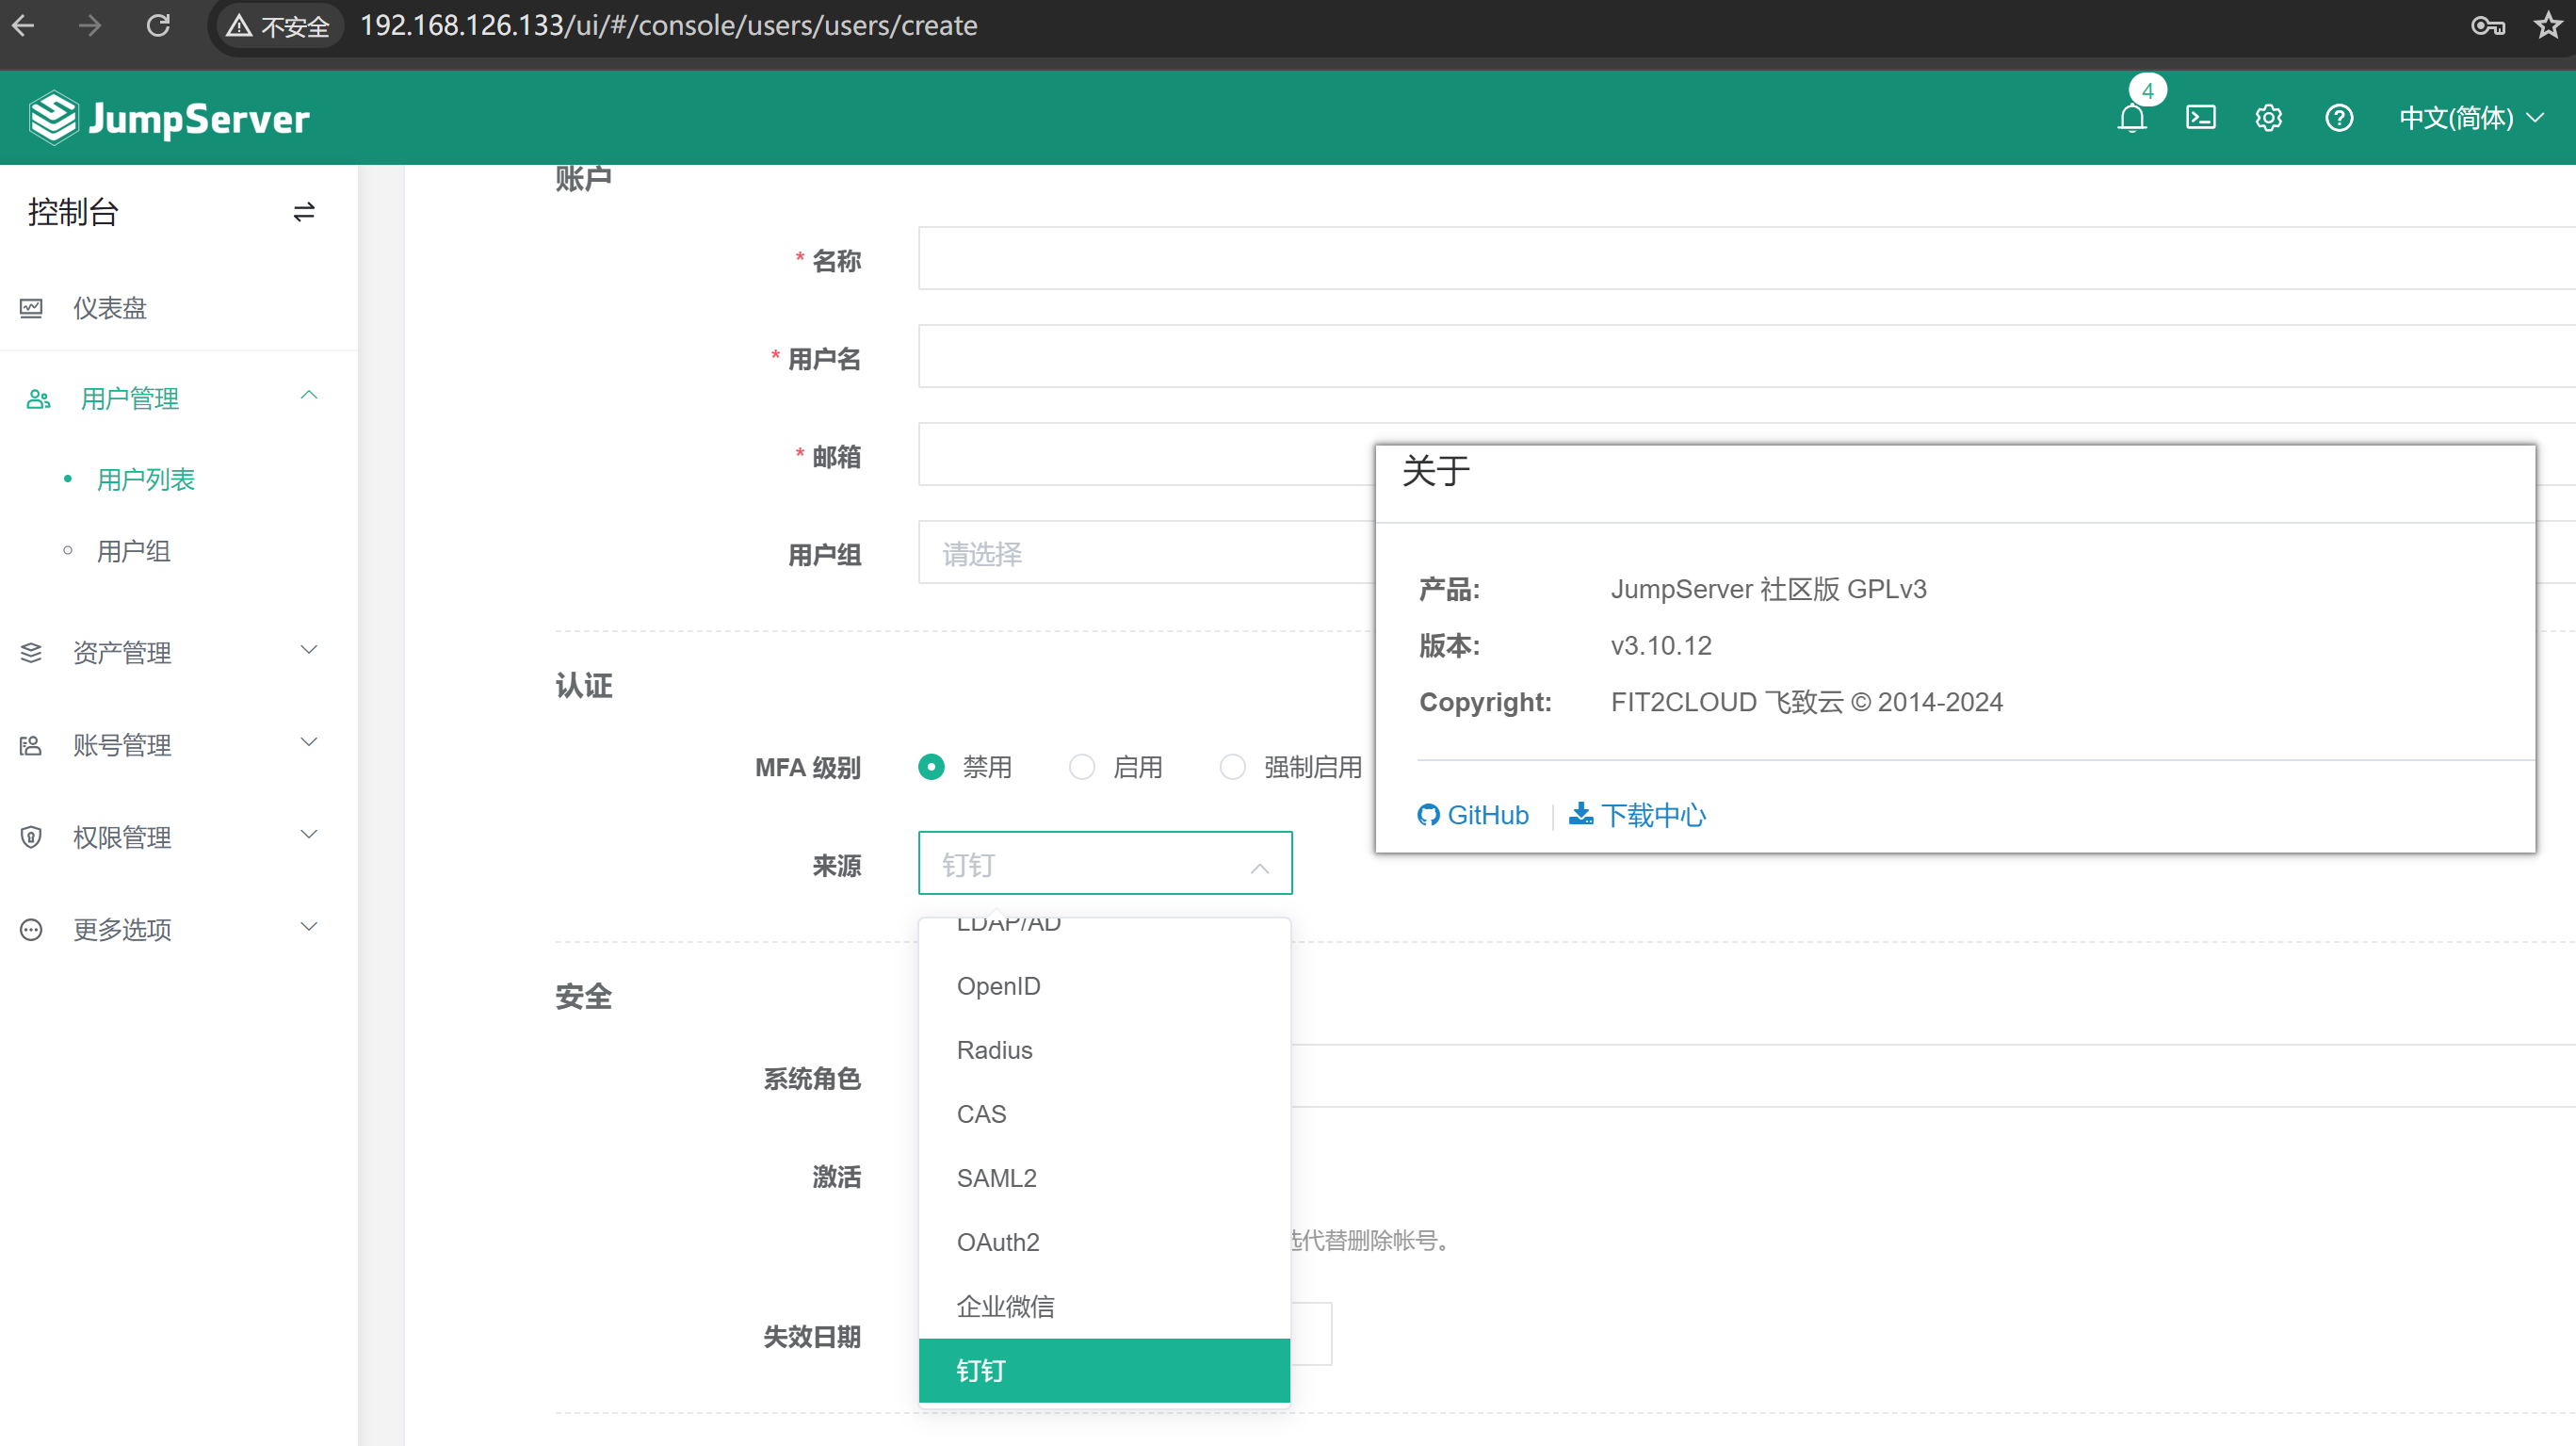 不安全 192.168.126.133/ui/#/console/users/users/create
JumpServer
4
中文(简体)
控制台
仪表盘
用户管理
用户列表
用户组
资产管理
账号管理
权限管理
更多选项
账户
* 名称
* 用户名
* 邮箱
用户组 请选择
认证
MFA 级别 禁用 启用 强制启用
来源 钉钉
LDAP/AD
OpenID
Radius
CAS
SAML2
OAuth2
企业微信
钉钉
安全
系统角色
激活
选代替删除帐号。
失效日期
关于
产品: JumpServer 社区版 GPLv3
版本: v3.10.12
Copyright: FIT2CLOUD 飞致云 © 2014-2024
GitHub 下载中心